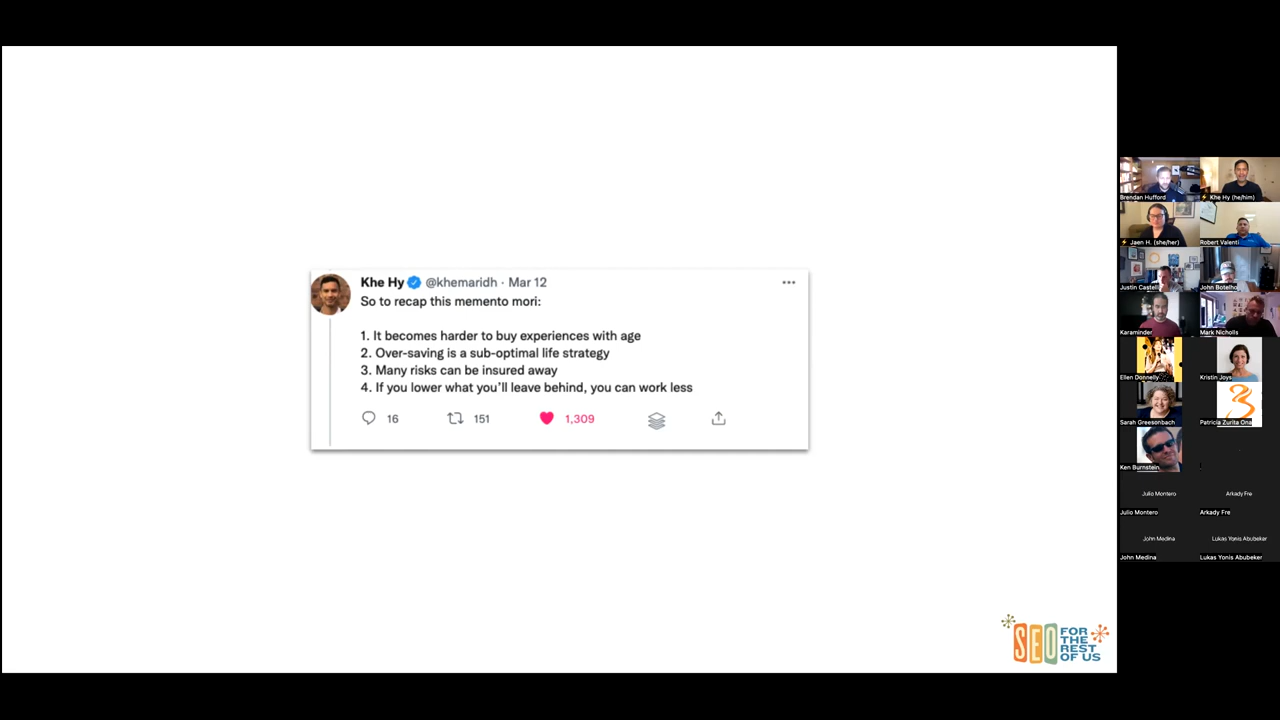 Khe Hy @khemaridh · Mar 12
So to recap this memento mori:
1. It becomes harder to buy experiences with age
2. Over-saving is a sub-optimal life strategy
3. Many risks can be insured away
4. If you lower what you'll leave behind, you can work less
16 151 1,309
SEO FOR
THE
REST
OF US
Brendan Hufford
Khe Hy (he/him)
Jaen H. (she/her)
Robert Valenti
Justin Castelli
John Botelho
Karaminder
Mark Nicholls
Ellen Donnelly
Kristin Joys
Sarah Greesonbach
Patricia Zurita Ona
Ken Burnstein
Julio Montero
Arkady Fre
Julio Montero
Arkady Fre
John Medina
Lukas Yonis Abubeker
John Medina
Lukas Yonis Abubeker